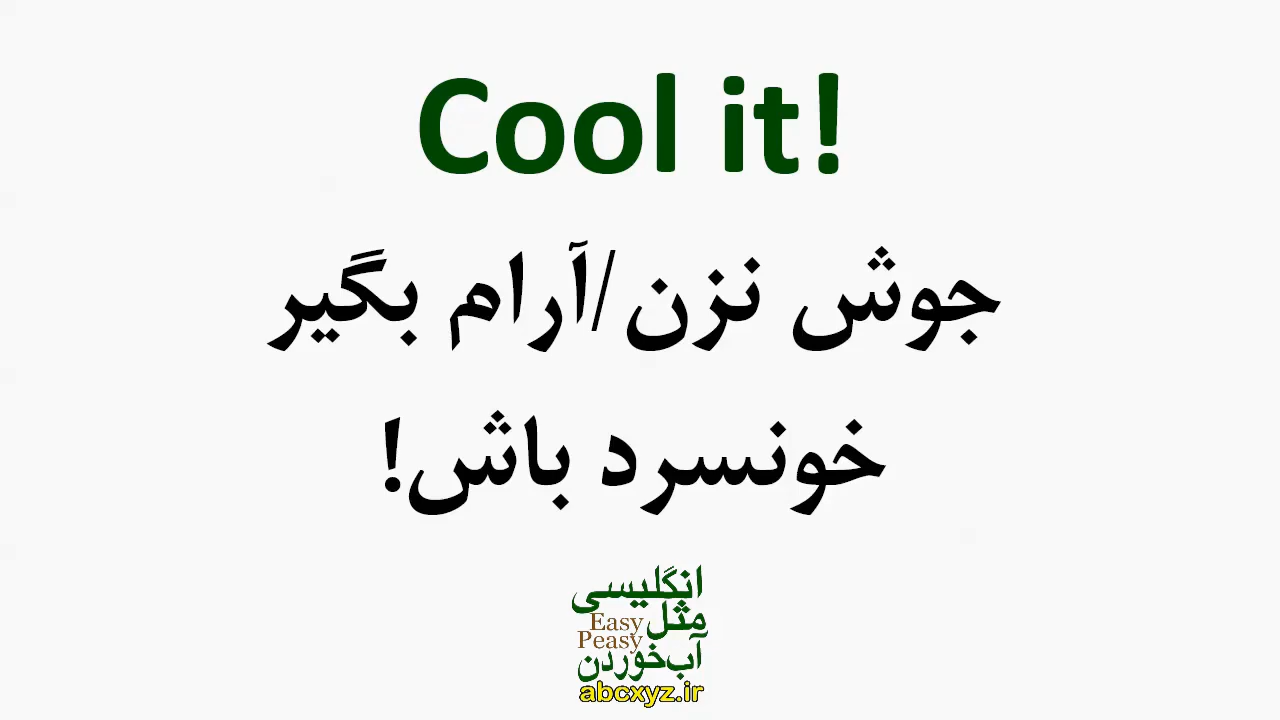 Cool it!
جوش نزن/آرام بگیر
خونسرد باش!
انگلیسی
مثل Easy
Peasy
آب‌خوردن
abcxyz.ir